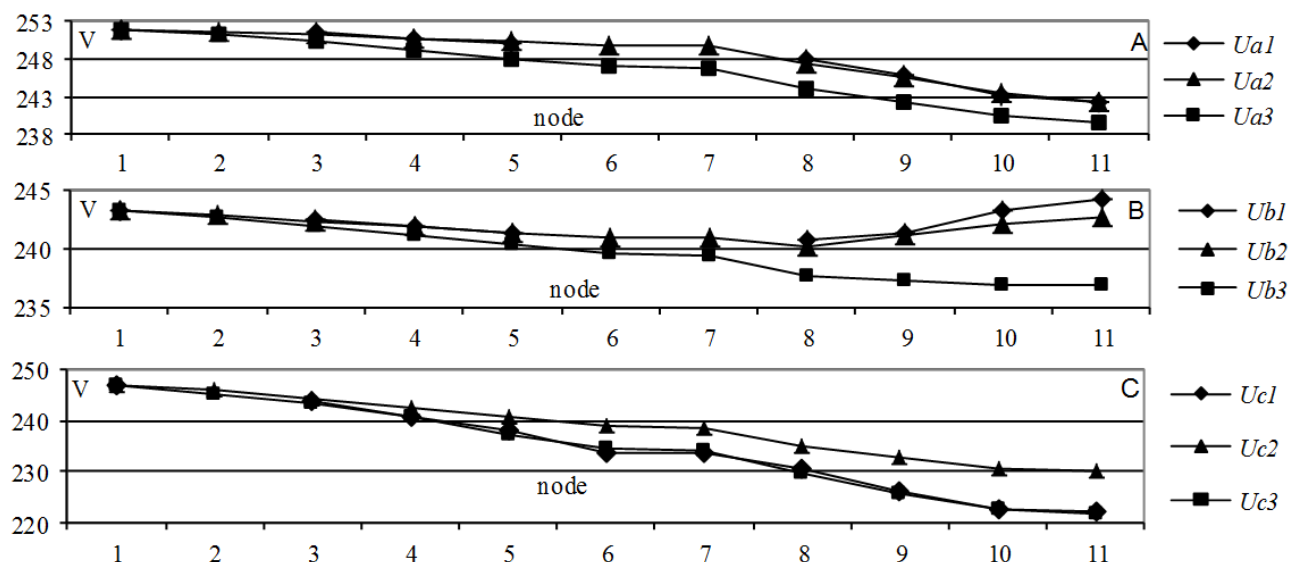 253
V
A
248
243
node
238
1 2 3 4 5 6 7 8 9 10 11
Ua1
Ua2
Ua3
245
V
B
240
node
235
1 2 3 4 5 6 7 8 9 10 11
Ub1
Ub2
Ub3
250
V
C
240
230
node
220
1 2 3 4 5 6 7 8 9 10 11
Uc1
Uc2
Uc3